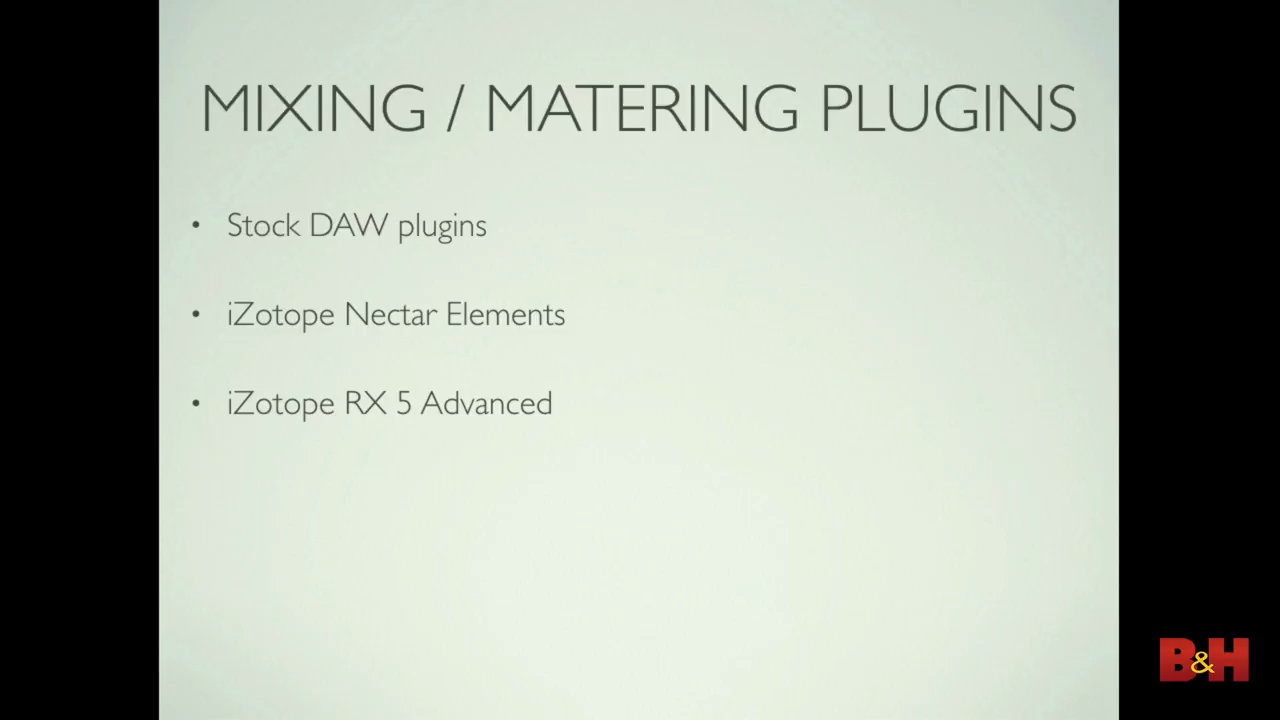 MIXING / MATERING PLUGINS
• Stock DAW plugins
• iZotope Nectar Elements
• iZotope RX 5 Advanced
B&H